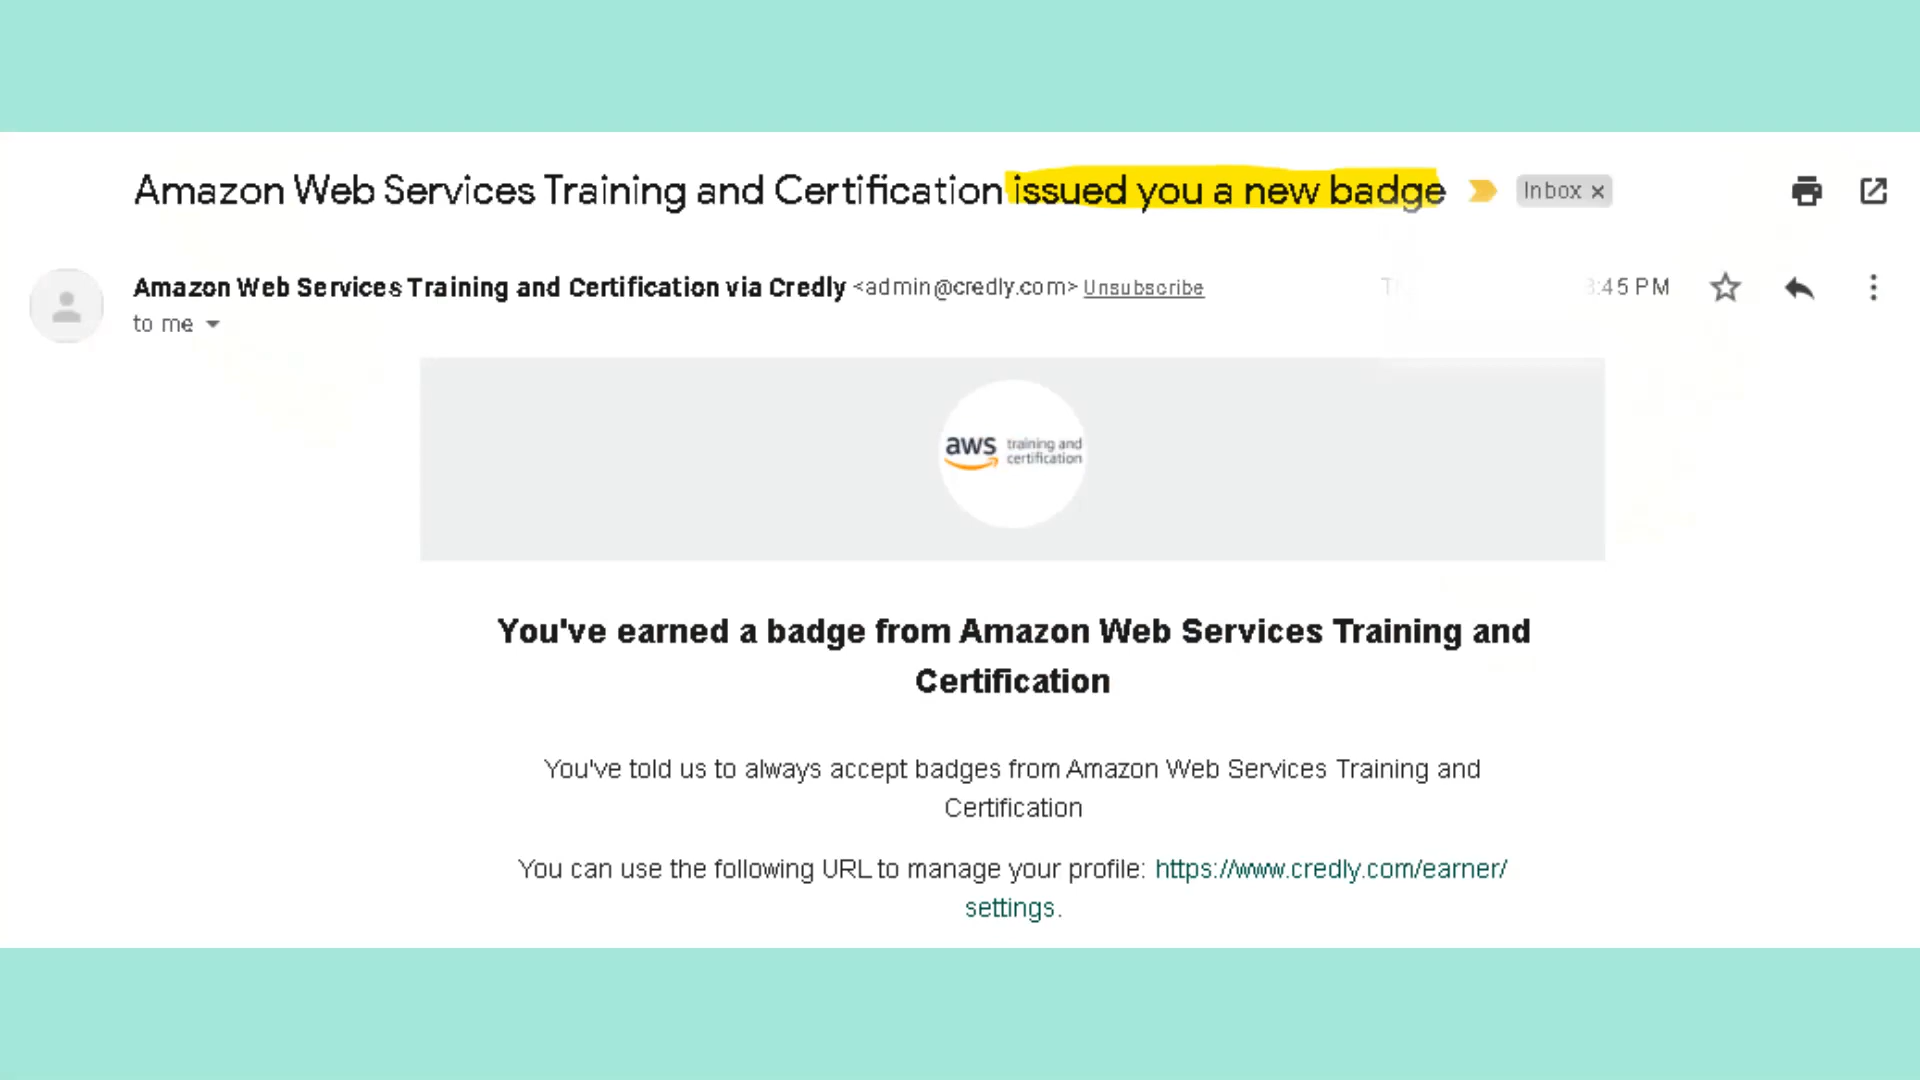 Amazon Web Services Training and Certification issued you a new badge Inbox x
Amazon Web Services Training and Certification via Credly <admin@credly.com> Unsubscribe :45 PM
to me
aws training and
certification
You've earned a badge from Amazon Web Services Training and
Certification
You've told us to always accept badges from Amazon Web Services Training and
Certification
You can use the following URL to manage your profile: https://www.credly.com/earner/
settings.